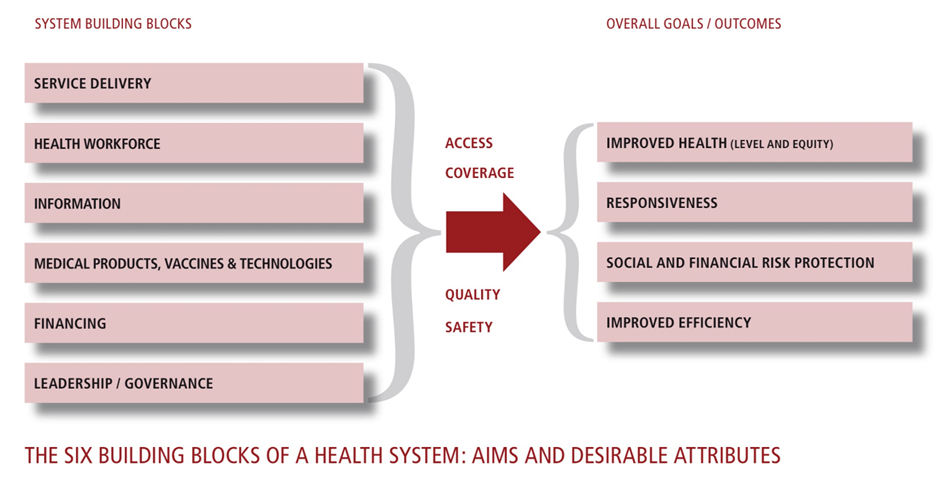 SYSTEM BUILDING BLOCKS
SERVICE DELIVERY
HEALTH WORKFORCE
INFORMATION
MEDICAL PRODUCTS, VACCINES & TECHNOLOGIES
FINANCING
LEADERSHIP / GOVERNANCE
ACCESS
COVERAGE
QUALITY
SAFETY
OVERALL GOALS / OUTCOMES
IMPROVED HEALTH (LEVEL AND EQUITY)
RESPONSIVENESS
SOCIAL AND FINANCIAL RISK PROTECTION
IMPROVED EFFICIENCY
THE SIX BUILDING BLOCKS OF A HEALTH SYSTEM: AIMS AND DESIRABLE ATTRIBUTES